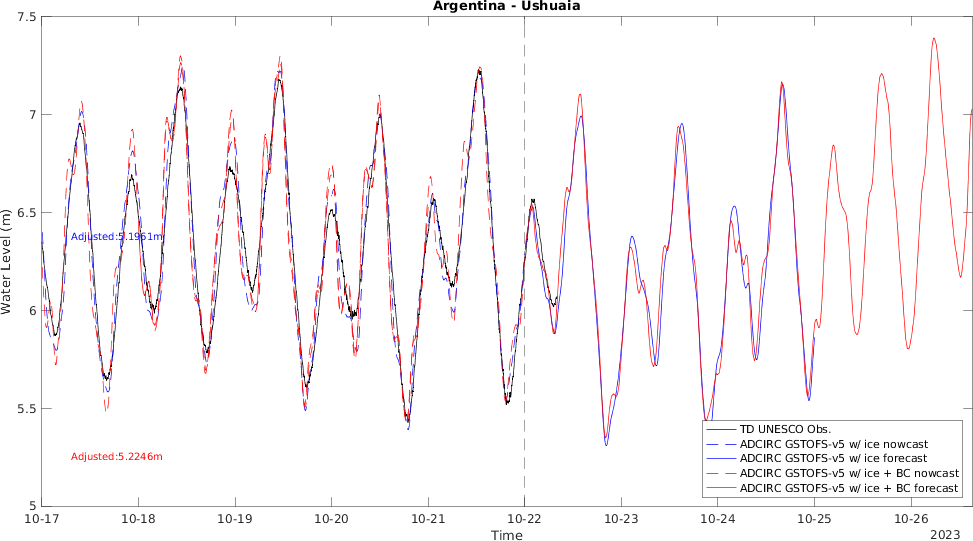 Argentina - Ushuaia
7.5
7
6.5
6
5.5
5
Water Level (m)
Adjusted:5.1961m
Adjusted:5.2246m
TD UNESCO Obs.
ADCIRC GSTOFS-v5 w/ ice nowcast
ADCIRC GSTOFS-v5 w/ ice forecast
ADCIRC GSTOFS-v5 w/ ice + BC nowcast
ADCIRC GSTOFS-v5 w/ ice + BC forecast
10-17 10-18 10-19 10-20 10-21 10-22 10-23 10-24 10-25 10-26
Time
2023